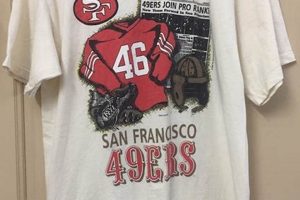 SF
49ERS JOIN PRO RANKS
46
SAN FRANCISCO
49ERS